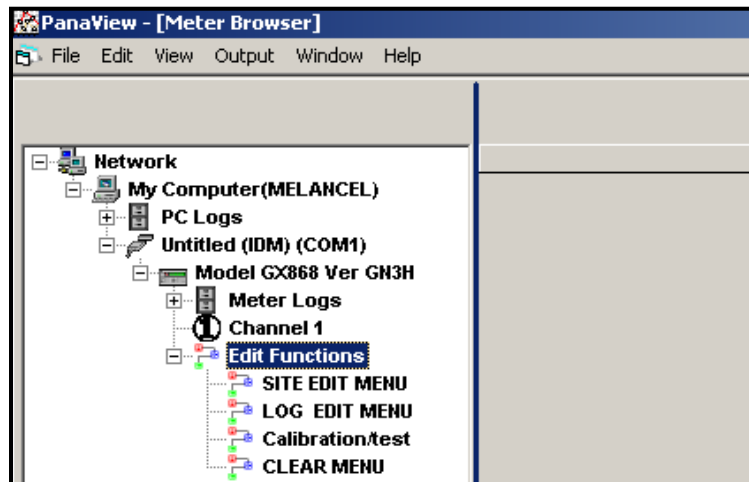 PanaView - [Meter Browser]
File Edit View Output Window Help
Network
My Computer(MELANCEL)
PC Logs
Untitled (IDM) (COM1)
Model GX868 Ver GN3H
Meter Logs
1 Channel 1
Edit Functions
SITE EDIT MENU
LOG EDIT MENU
Calibration/test
CLEAR MENU